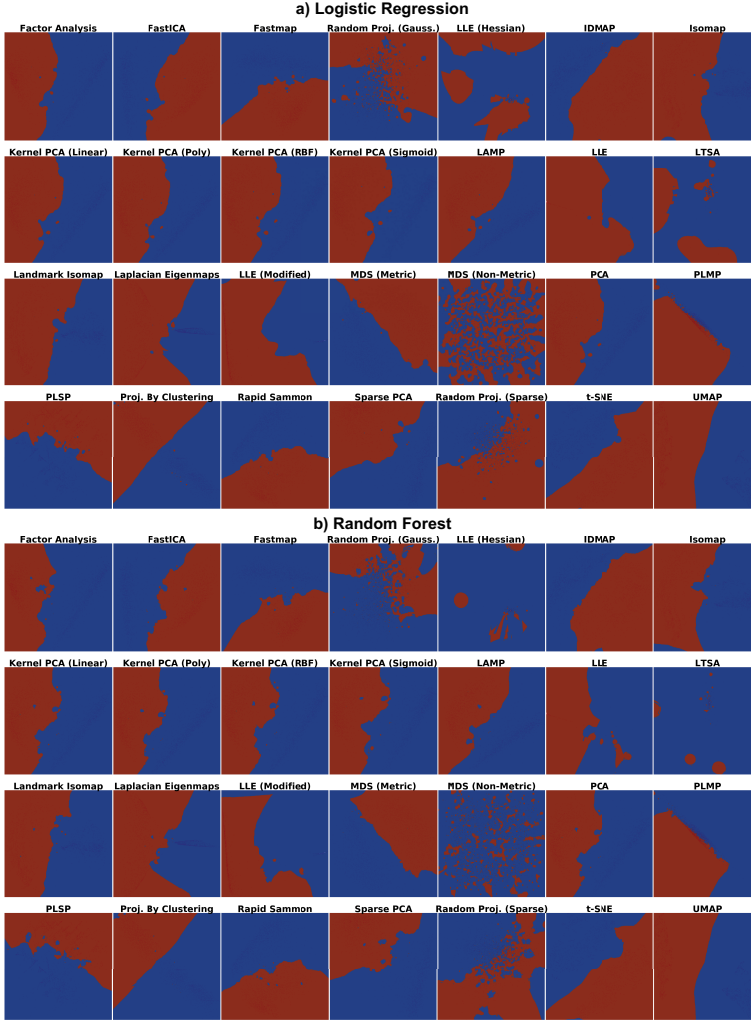 a) Logistic Regression
Factor Analysis FastICA Fastmap Random Proj. (Gauss.) LLE (Hessian) IDMAP Isomap
Kernel PCA (Linear) Kernel PCA (Poly) Kernel PCA (RBF) Kernel PCA (Sigmoid) LAMP LLE LTSA
Landmark Isomap Laplacian Eigenmaps LLE (Modified) MDS (Metric) MDS (Non-Metric) PCA PLMP
PLSP Proj. By Clustering Rapid Sammon Sparse PCA Random Proj. (Sparse) t-SNE UMAP
b) Random Forest
Factor Analysis FastICA Fastmap Random Proj. (Gauss.) LLE (Hessian) IDMAP Isomap
Kernel PCA (Linear) Kernel PCA (Poly) Kernel PCA (RBF) Kernel PCA (Sigmoid) LAMP LLE LTSA
Landmark Isomap Laplacian Eigenmaps LLE (Modified) MDS (Metric) MDS (Non-Metric) PCA PLMP
PLSP Proj. By Clustering Rapid Sammon Sparse PCA Random Proj. (Sparse) t-SNE UMAP